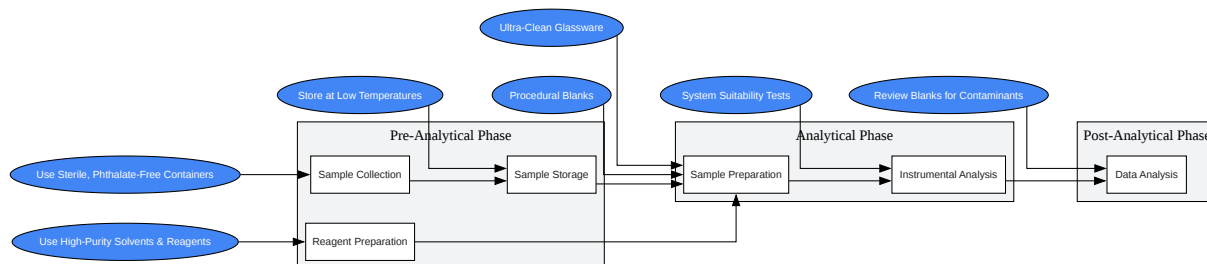 Ultra-Clean Glassware
Store at Low Temperatures
Procedural Blanks
System Suitability Tests
Review Blanks for Contaminants
Pre-Analytical Phase
Analytical Phase
Post-Analytical Phase
Use Sterile, Phthalate-Free Containers
Sample Collection
Sample Storage
Sample Preparation
Instrumental Analysis
Data Analysis
Use High-Purity Solvents & Reagents
Reagent Preparation